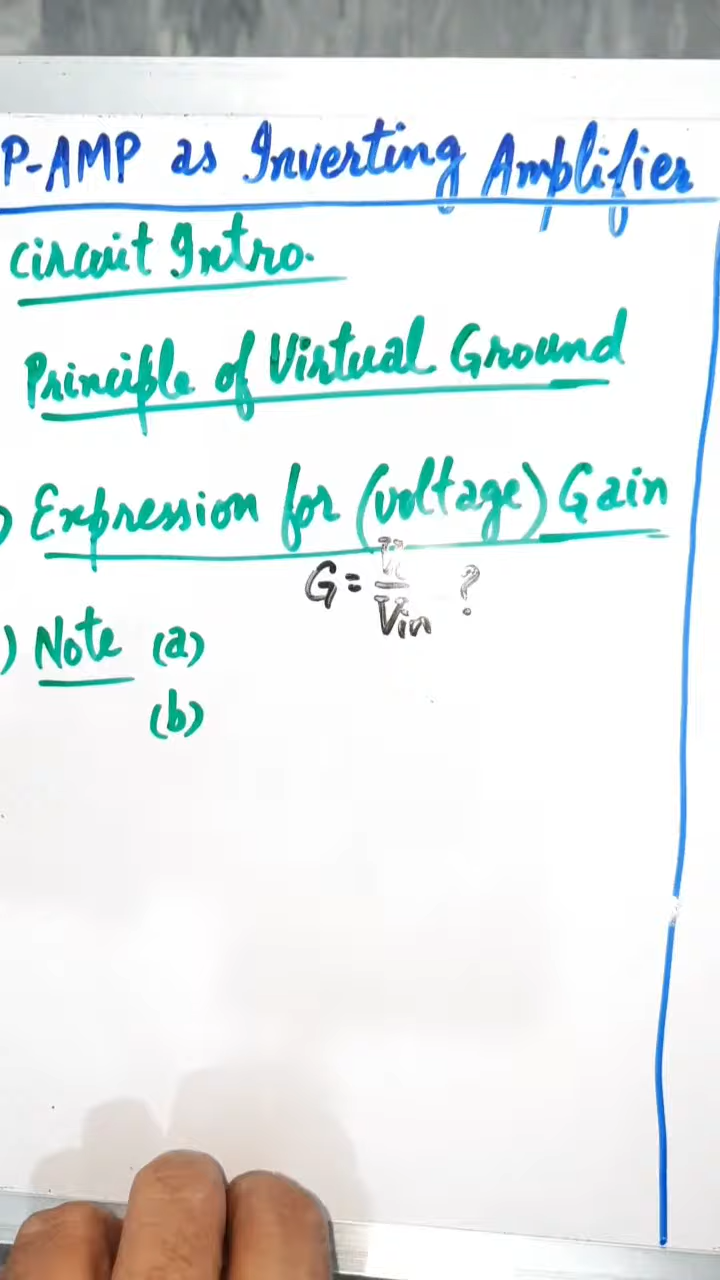 P-AMP as Inverting Amplifier
Circuit Intro.
Principle of Virtual Ground
) Expression for (voltage) Gain
G = / Vin ?
) Note (a)
(b)